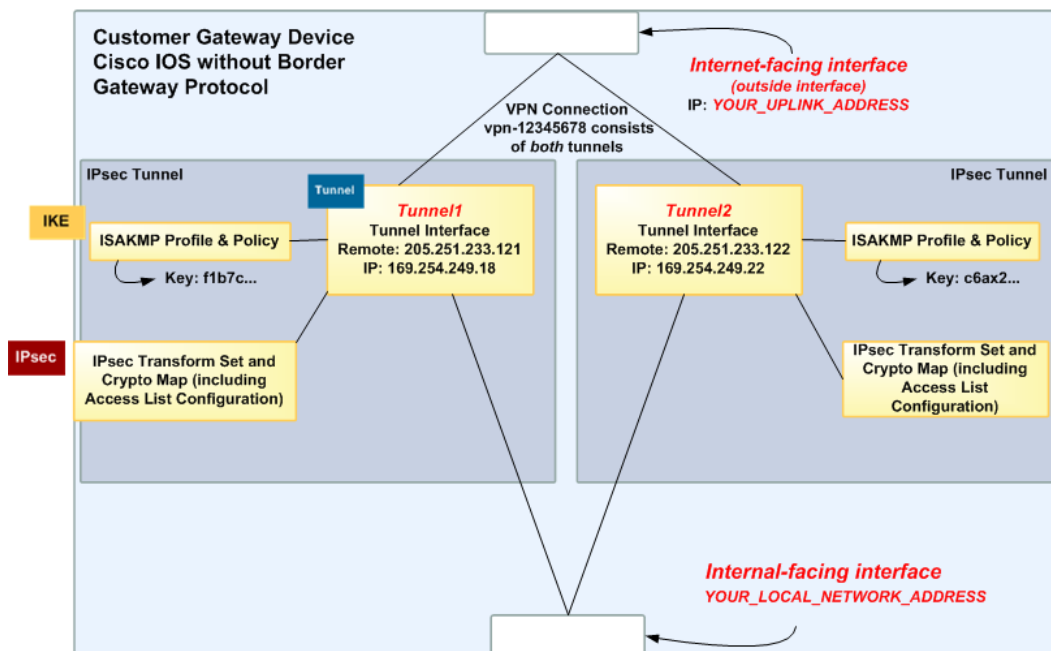 Customer Gateway Device
Cisco IOS without Border
Gateway Protocol
Internet-facing interface
(outside interface)
IP: YOUR_UPLINK_ADDRESS
VPN Connection
vpn-12345678 consists
of both tunnels
IPsec Tunnel
IPsec Tunnel
Tunnel
IKE
Tunnel1
Tunnel Interface
Remote: 205.251.233.121
IP: 169.254.249.18
Tunnel2
Tunnel Interface
Remote: 205.251.233.122
IP: 169.254.249.22
ISAKMP Profile & Policy
Key: f1b7c...
ISAKMP Profile & Policy
Key: c6ax2...
IPsec
IPsec Transform Set and
Crypto Map (including
Access List Configuration)
IPsec Transform Set and
Crypto Map (including
Access List
Configuration)
Internal-facing interface
YOUR_LOCAL_NETWORK_ADDRESS